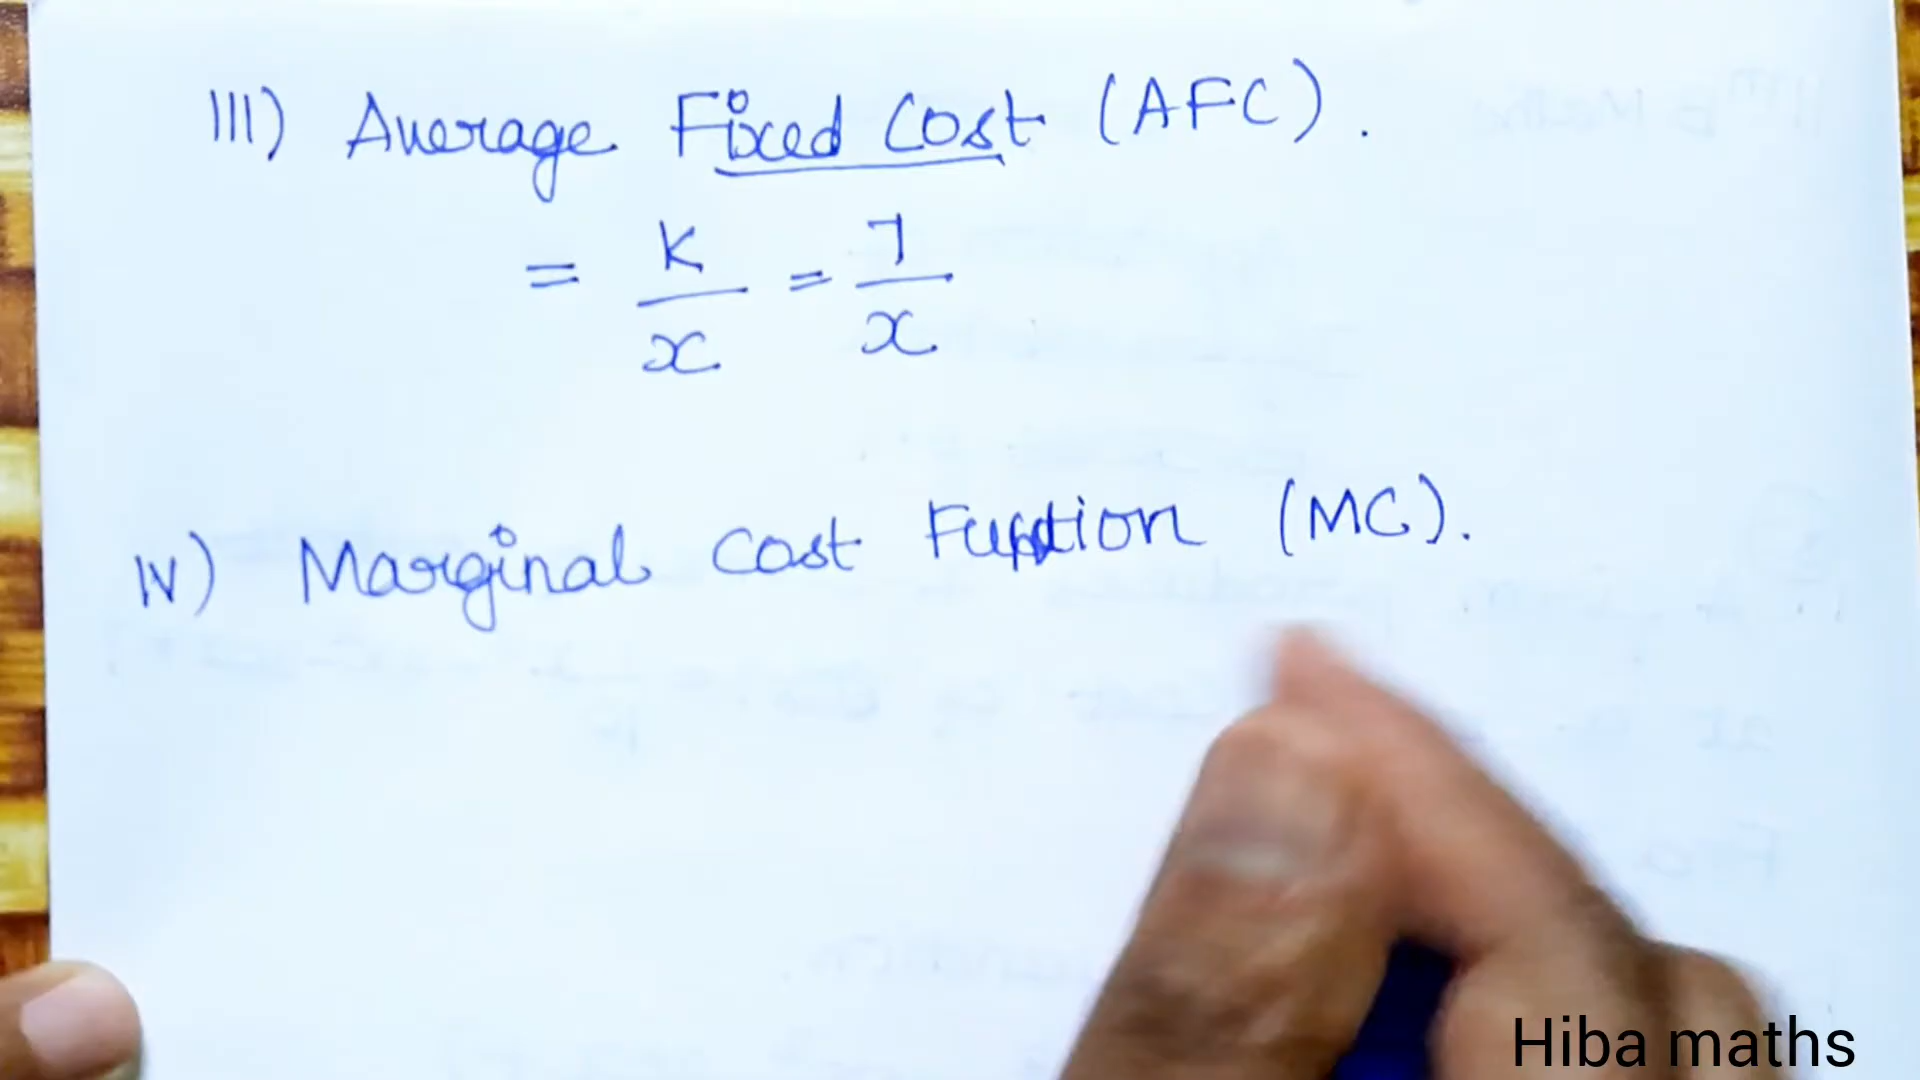 III) Average Fixed Cost (AFC).
= K/x = 7/x
IV) Marginal Cost Function (MC).
Hiba maths